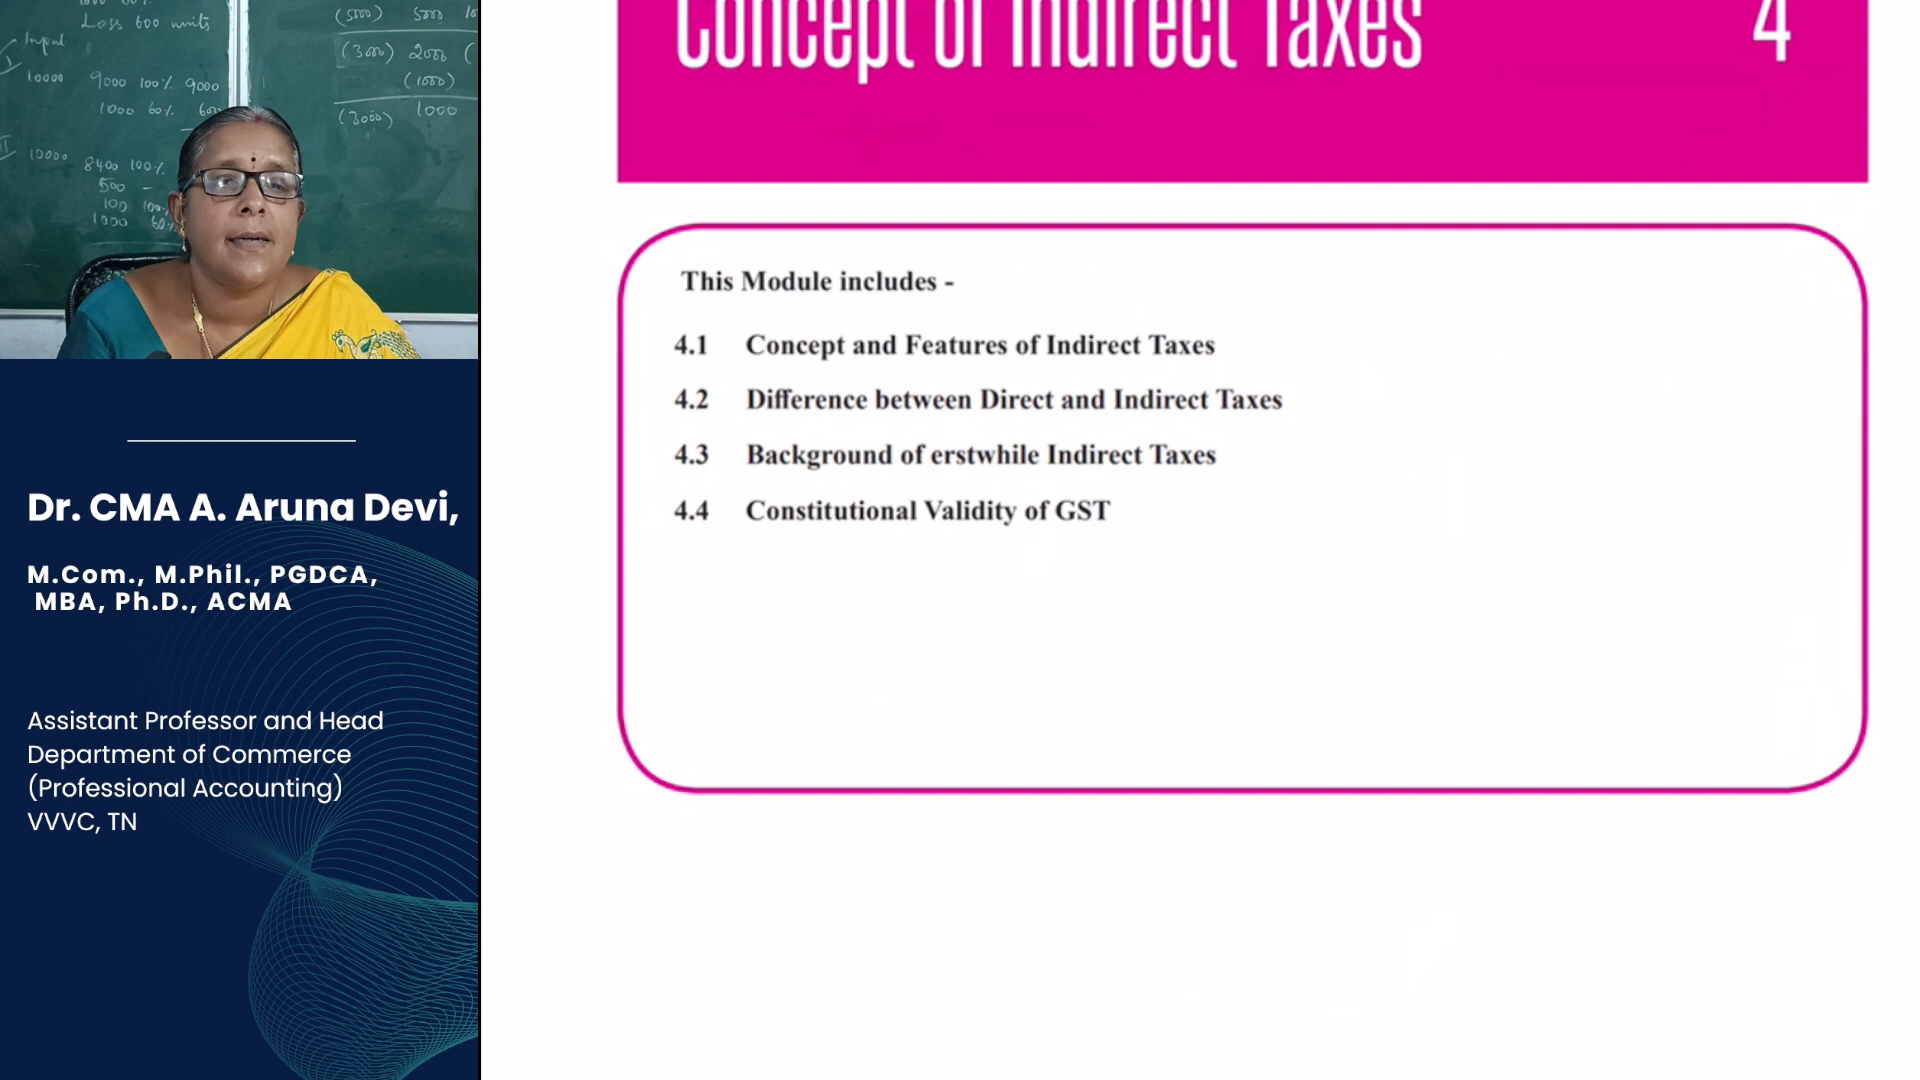 Loss 600 units
Input
10000 9000 100% 9000
1000 60% 600
10000 8400 100%
500 -
100 100%
1000 60%
(5000) 5000
(3000) 2000 (
(1000)
(3000) 1000
Dr. CMA A. Aruna Devi,
M.Com., M.Phil., PGDCA,
MBA, Ph.D., ACMA
Assistant Professor and Head
Department of Commerce
(Professional Accounting)
VVVC, TN
Concept of Indirect Taxes 4
This Module includes -
4.1 Concept and Features of Indirect Taxes
4.2 Difference between Direct and Indirect Taxes
4.3 Background of erstwhile Indirect Taxes
4.4 Constitutional Validity of GST